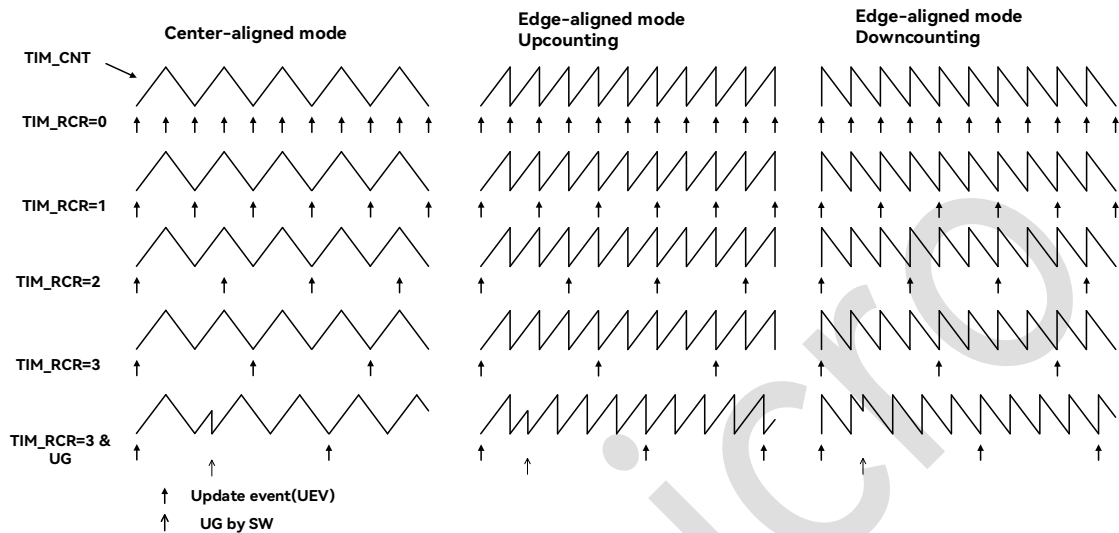 Center-aligned mode
Edge-aligned mode
Upcounting
Edge-aligned mode
Downcounting
TIM_CNT
TIM_RCR=0
TIM_RCR=1
TIM_RCR=2
TIM_RCR=3
TIM_RCR=3 &
UG
Update event(UEV)
UG by SW
icro